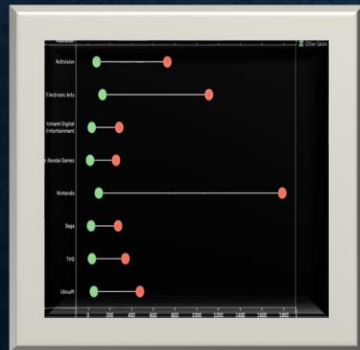 Other Sales
Activision
Electronic Arts
Konami Digital
Entertainment
Namco Bandai Games
Nintendo
Sega
THQ
Ubisoft
0 200 400 600 800 1000 1200 1400 1600 1800